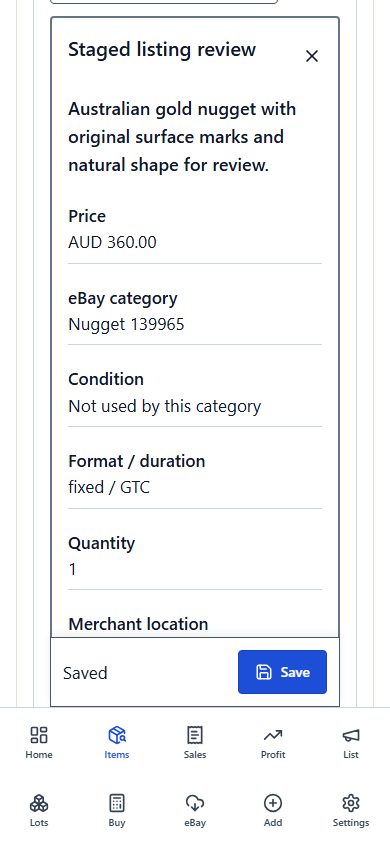 Staged listing review
Australian gold nugget with
original surface marks and
natural shape for review.
Price
AUD 360.00
eBay category
Nugget 139965
Condition
Not used by this category
Format / duration
fixed / GTC
Quantity
1
Merchant location
Saved
Save
Home
Items
Sales
Profit
List
Lots
Buy
eBay
Add
Settings